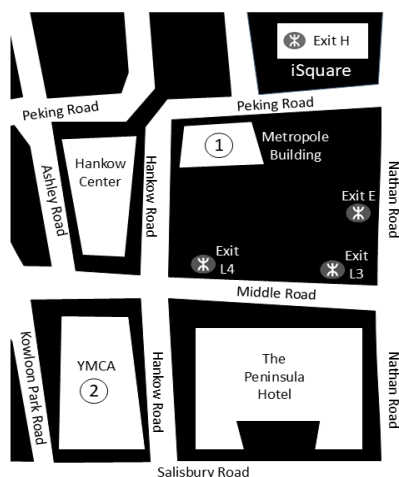 Exit H
iSquare
Peking Road
Peking Road
1
Metropole
Building
Hankow
Center
Hankow Road
Ashley Road
Nathan Road
Exit E
Exit
L4
Exit
L3
Middle Road
Kowloon Park Road
YMCA
2
Hankow Road
The
Peninsula
Hotel
Nathan Road
Salisbury Road